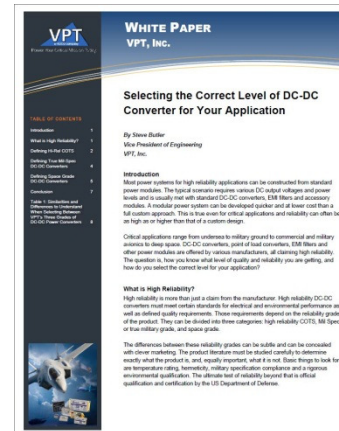 VPT
WHITE PAPER
VPT, INC.
TABLE OF CONTENTS
Introduction 1
What is High Reliability? 1
Defining Hi-Rel COTS 2
Defining True Mil Spec
DC-DC Converters 4
Defining Space Grade
DC-DC Converters 5
Conclusion 7
Table 1: Similarities and
Differences to Understand
When Selecting Between
VPT's Three Grades of
DC-DC Power Converters 8
Selecting the Correct Level of DC-DC
Converter for Your Application
By Steve Butler
Vice President of Engineering
VPT, Inc.
Introduction
Most power systems for high reliability applications can be constructed from standard
power modules. The typical scenario requires various DC output voltages and power
levels and is usually met with standard DC-DC converters, EMI filters and accessory
modules. A modular power system can be developed quicker and at lower cost than a
full custom approach. This is true even for critical applications and reliability can often be
as high as or higher than that of a custom design.
Critical applications range from undersea to military ground to commercial and military
avionics to deep space. DC-DC converters, point of load converters, EMI filters and
other power modules are offered by various manufacturers, all claiming high reliability.
The question is, how you know what level of quality and reliability you are getting, and
how do you select the correct level for your application?
What is High Reliability?
High reliability is more than just a claim from the manufacturer. High reliability DC-DC
converters must meet certain standards for electrical and environmental performance as
well as defined quality requirements. Those requirements depend on the reliability grade
of the product. They can be divided into three categories: high reliability COTS, Mil Spec
or true military grade, and space grade.
The differences between these reliability grades can be subtle and can be concealed
with clever marketing. The product literature must be studied carefully to determine
exactly what the product is, and, equally important, what it is not. Basic things to look for
are temperature rating, hermeticity, military specification compliance and a rigorous
environmental qualification. The ultimate test of reliability beyond that is official
qualification and certification by the US Department of Defense.